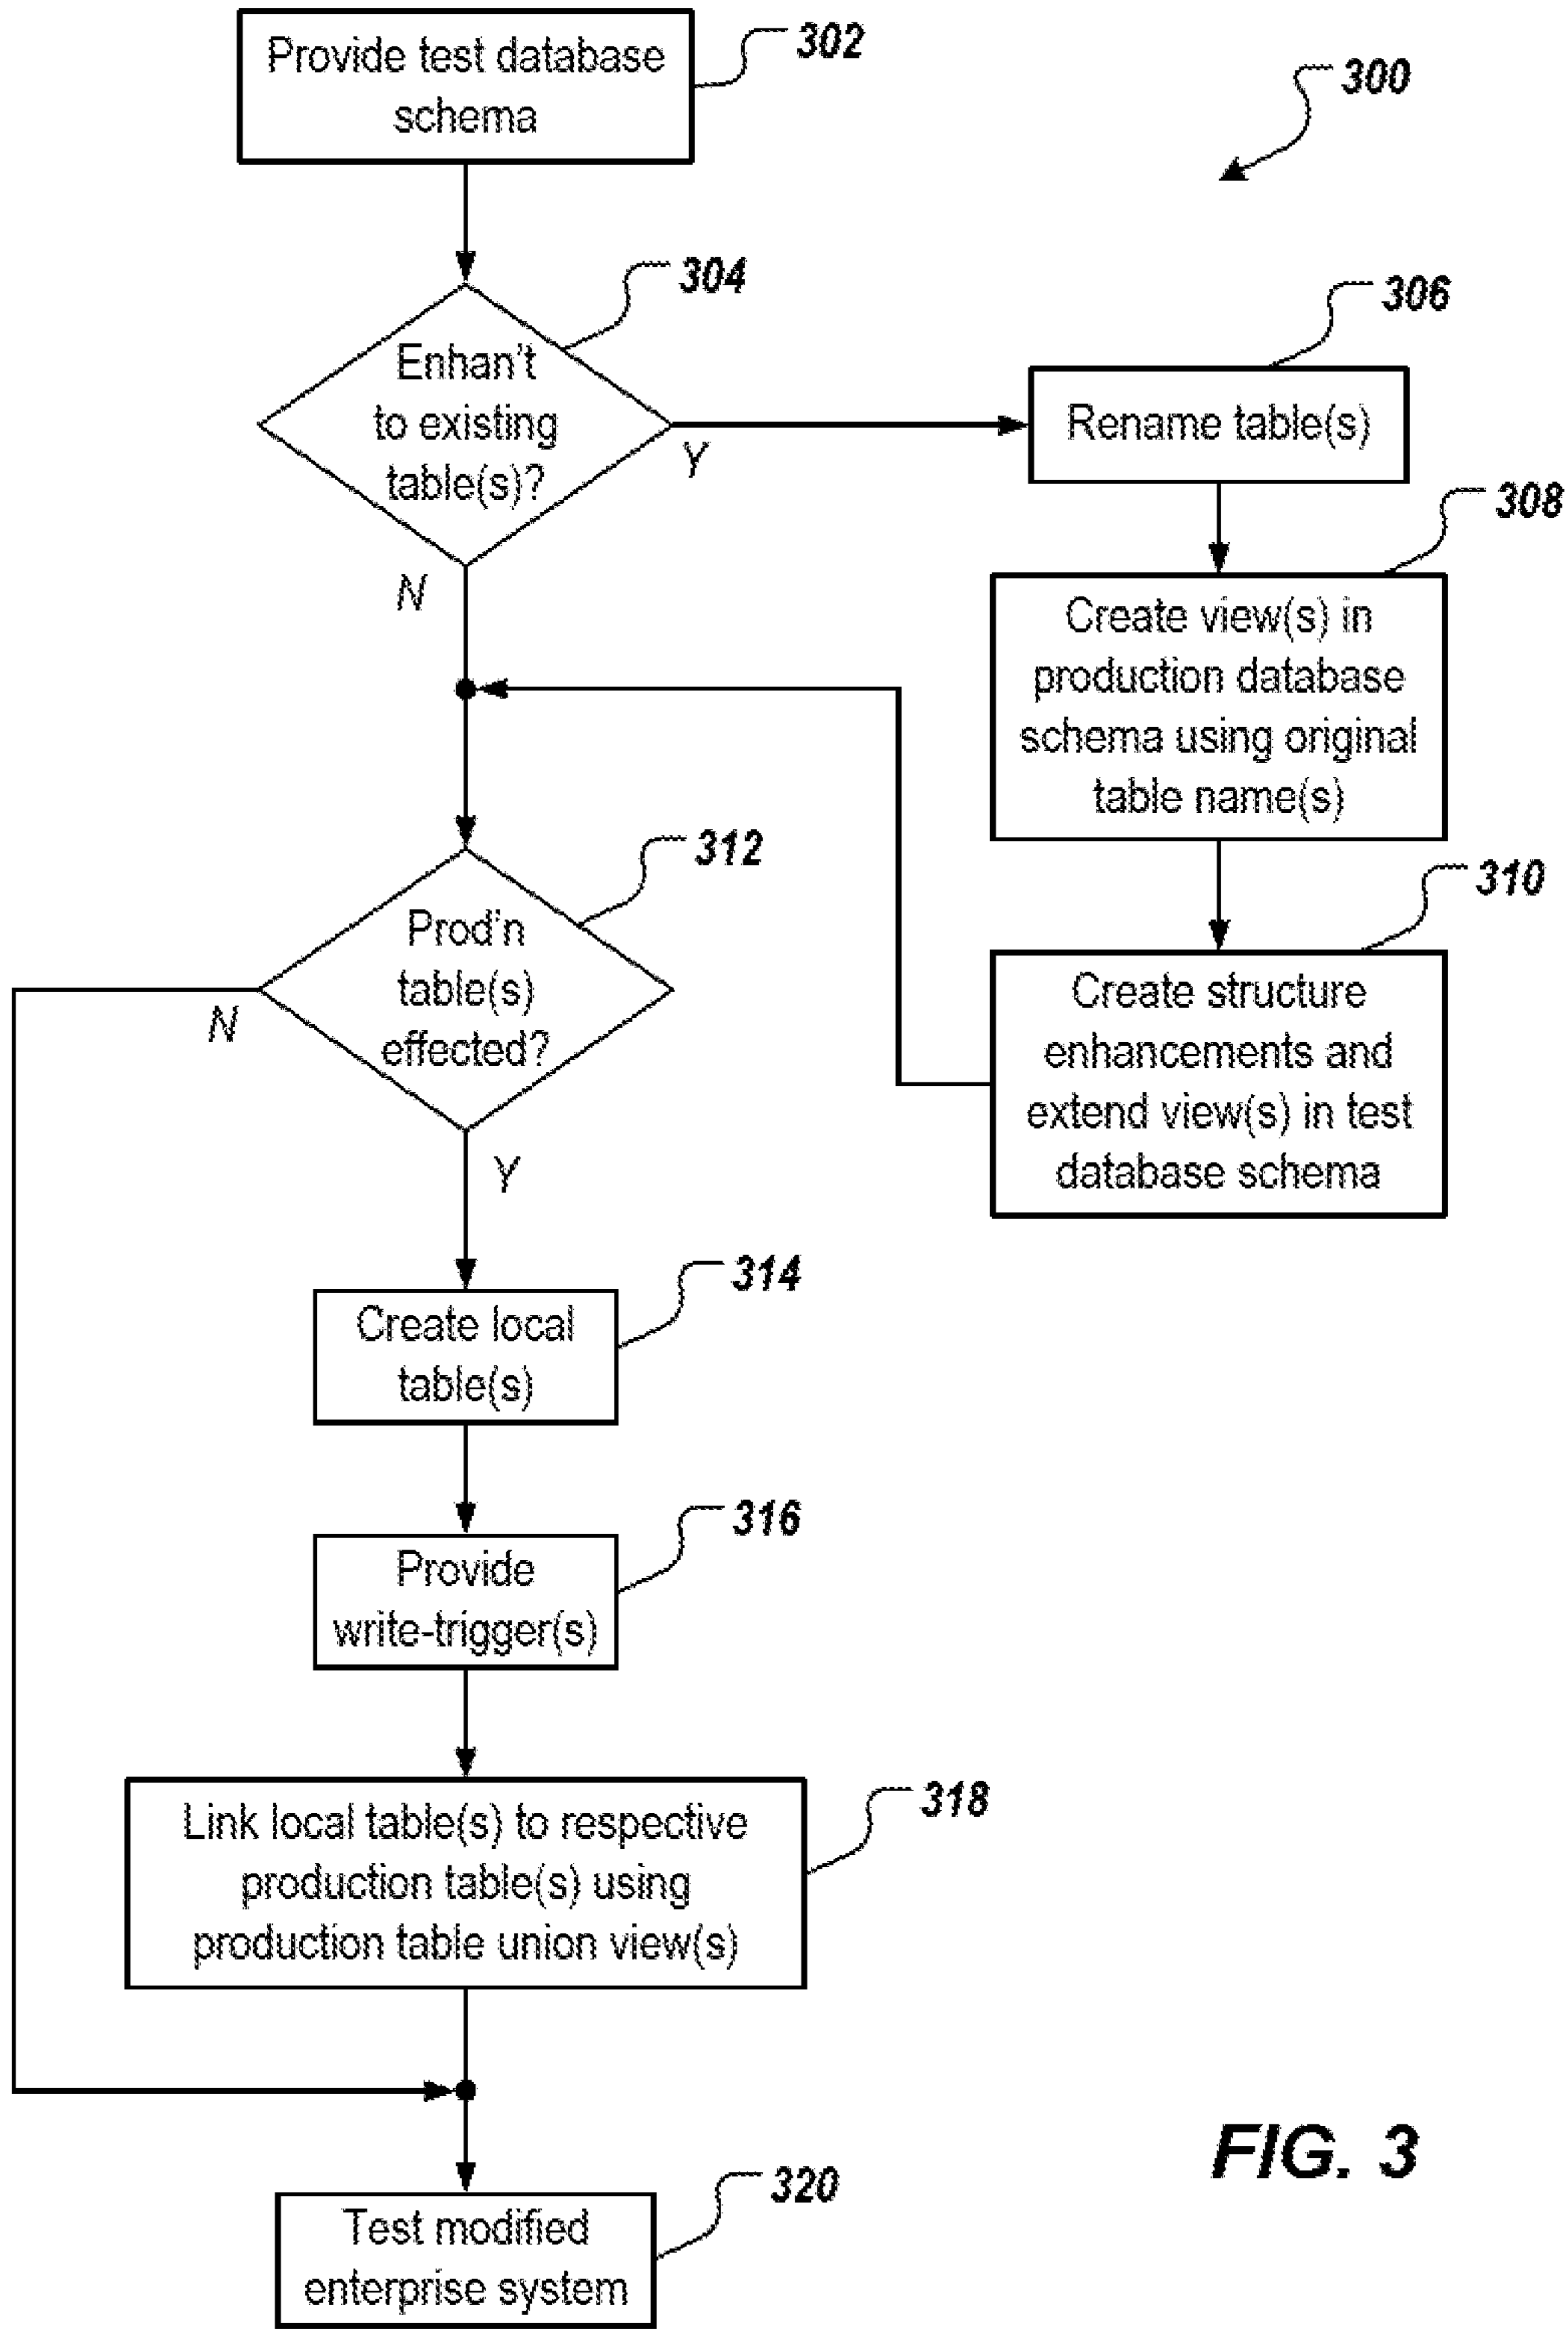 Provide test database
schema
302
300
304
Enhan't
to existing
table(s)?
Y
N
306
Rename table(s)
308
Create view(s) in
production database
schema using original
table name(s)
310
Create structure
enhancements and
extend view(s) in test
database schema
312
Prod'n
table(s)
effected?
N
Y
314
Create local
table(s)
316
Provide
write-trigger(s)
318
Link local table(s) to respective
production table(s) using
production table union view(s)
320
Test modified
enterprise system
FIG. 3